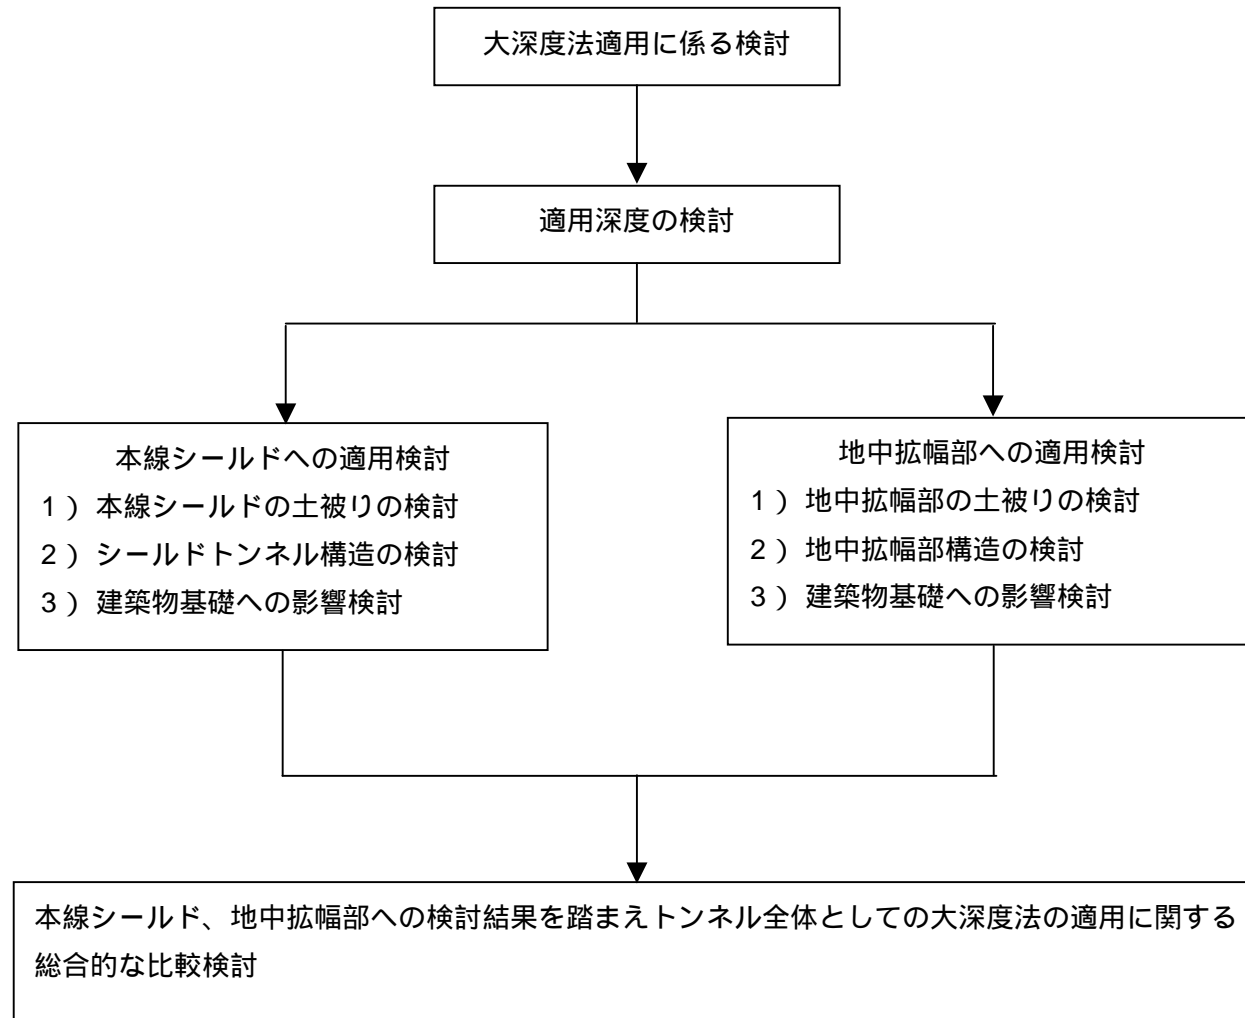 大深度法適用に係る検討
適用深度の検討
本線シールドへの適用検討
1 ） 本線シールドの土被りの検討
2 ） シールドトンネル構造の検討
3 ） 建築物基礎への影響検討
地中拡幅部への適用検討
1 ） 地中拡幅部の土被りの検討
2 ） 地中拡幅部構造の検討
3 ） 建築物基礎への影響検討
本線シールド、地中拡幅部への検討結果を踏まえトンネル全体としての大深度法の適用に関する
総合的な比較検討